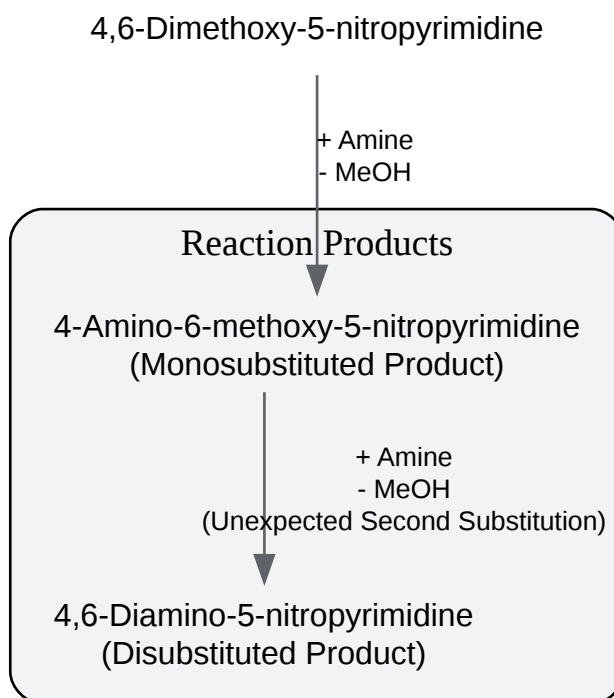 4,6-Dimethoxy-5-nitropyrimidine
+ Amine
- MeOH
Reaction Products
4-Amino-6-methoxy-5-nitropyrimidine
(Monosubstituted Product)
+ Amine
- MeOH
(Unexpected Second Substitution)
4,6-Diamino-5-nitropyrimidine
(Disubstituted Product)